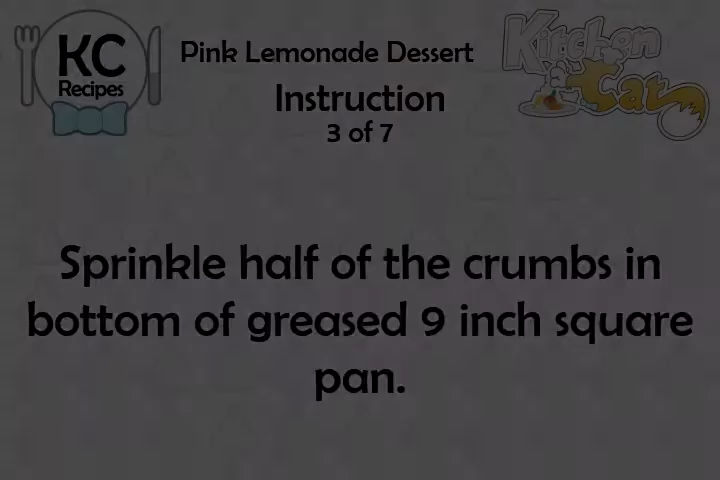 KC
Recipes
Pink Lemonade Dessert
Kitchen
Cat
Instruction
3 of 7
Sprinkle half of the crumbs in
bottom of greased 9 inch square
pan.